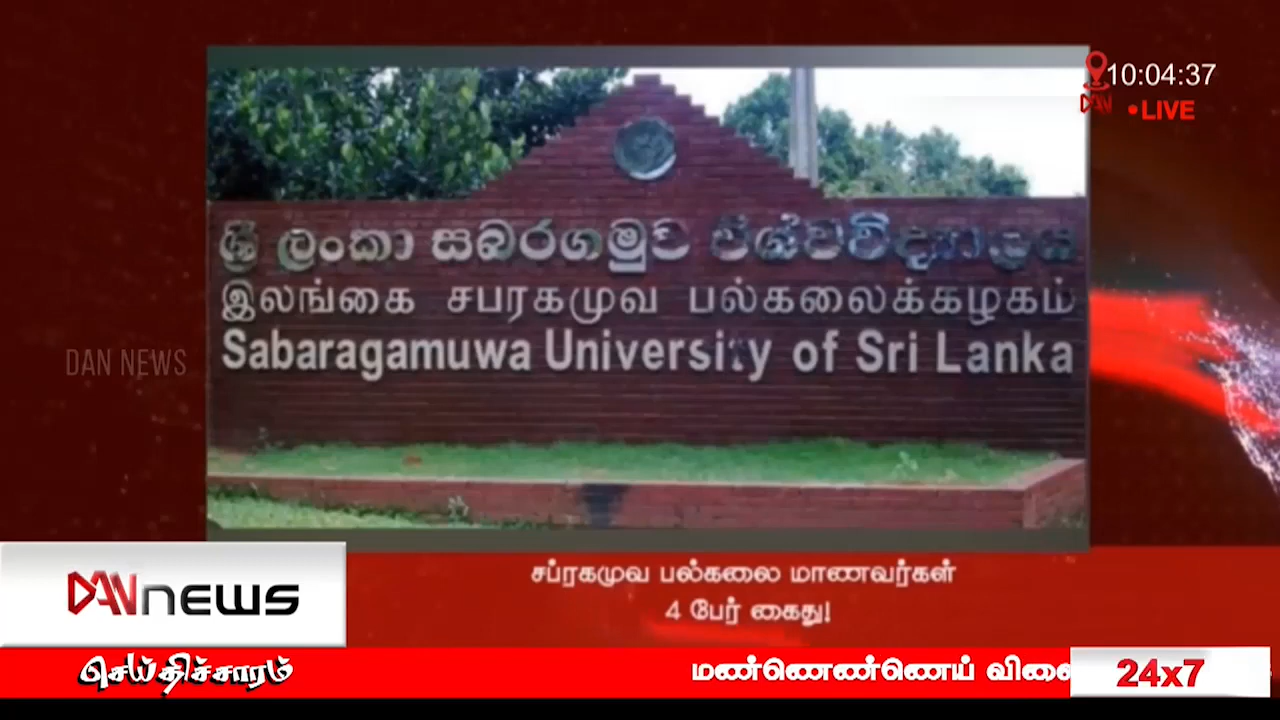 10:04:37
DAN
• LIVE
ශ්‍රී ලංකා සබරගමුව විශ්වවිද්‍යාලය
இலங்கை சபரகமுவ பல்கலைக்கழகம்
Sabaragamuwa University of Sri Lanka
DAN NEWS
DAN news
சப்ரகமுவ பல்கலை மாணவர்கள்
4 பேர் கைது!
செய்திச்சாரம்
மண்ணெண்ணெய்
24x7